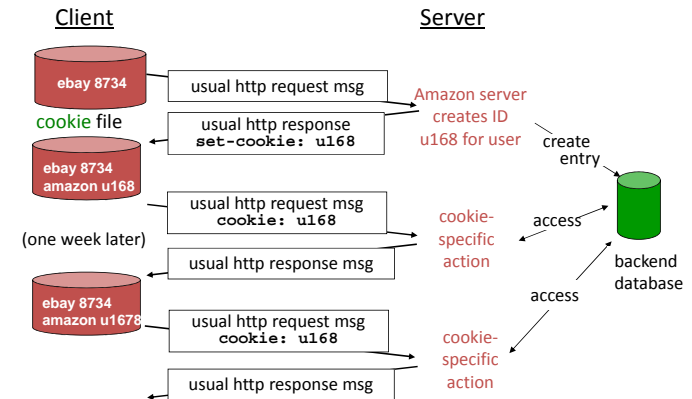 Client
Server
ebay 8734
usual http request msg
Amazon server
creates ID
u168 for user
cookie file
usual http response
set-cookie: u168
create
entry
ebay 8734
amazon u168
usual http request msg
cookie: u168
cookie-
specific
action
access
(one week later)
usual http response msg
backend
database
access
ebay 8734
amazon u1678
usual http request msg
cookie: u168
cookie-
specific
action
usual http response msg